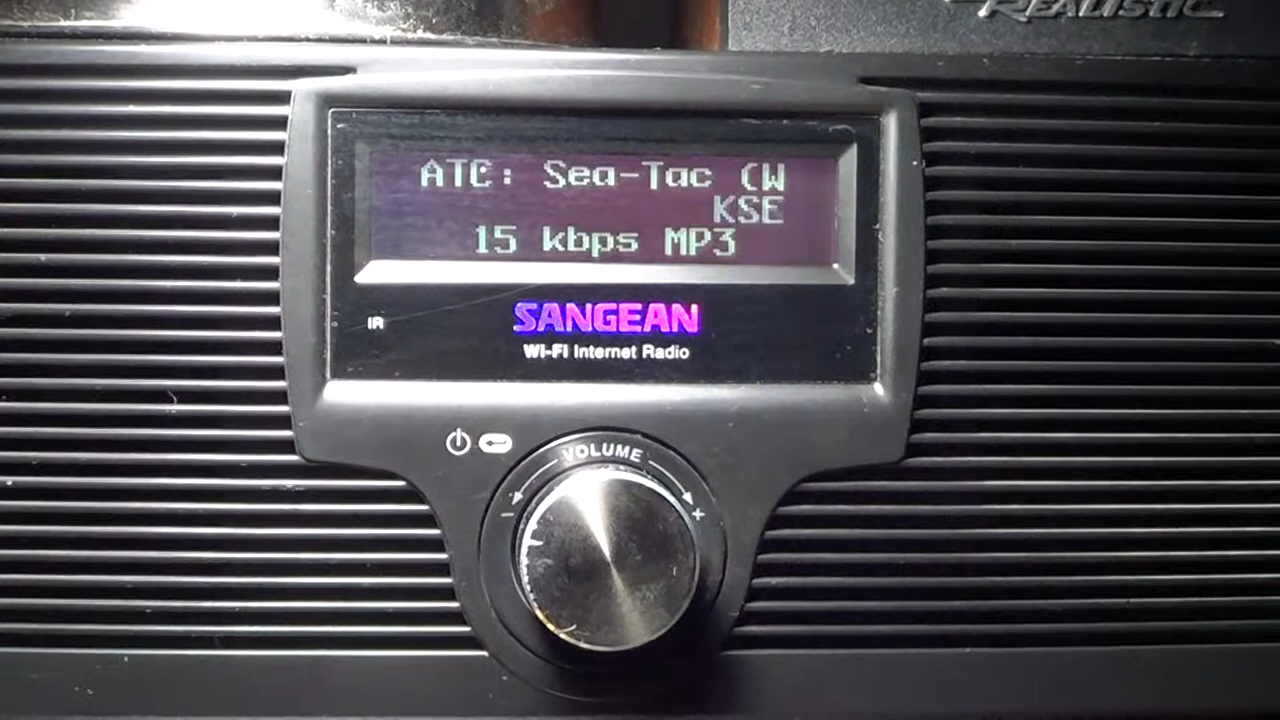 REALISTIC
ATC: Sea-Tac (W
KSE
15 kbps MP3
IR
SANGEAN
Wi-Fi Internet Radio
VOLUME
- +